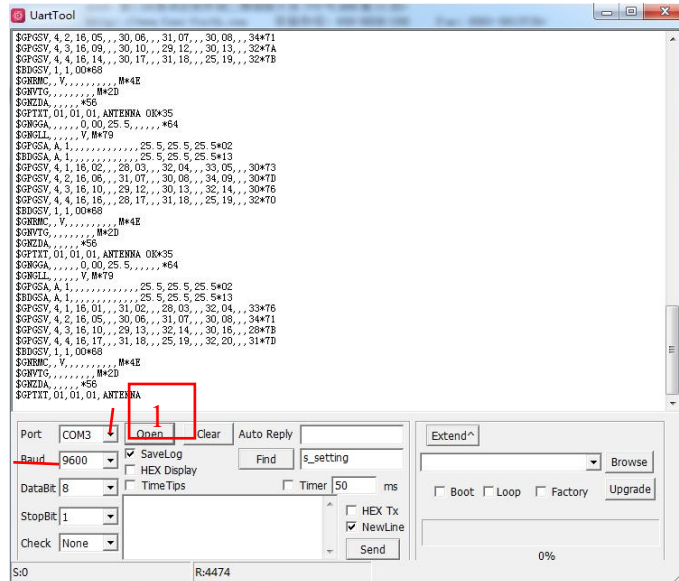 UartTool
$GPGSV,4,2,16,05,,,30,06,,,31,07,,,30,08,,,34*71
$GPGSV,4,3,16,09,,,30,10,,,29,12,,,30,13,,,32*7A
$GPGSV,4,4,16,14,,,30,17,,,31,18,,,25,19,,,32*7B
$BDGSV,1,1,00*68
$GNRMC,,V,,,,,,,,,,M*4E
$GNVTG,,,,,,,,,M*2D
$GNZDA,,,,,,*56
$GPTXT,01,01,01,ANTENNA OK*35
$GNGGA,,,,,,0,00,25.5,,,,,,*64
$GNGLL,,,,,,V,M*79
$GPGSA,A,1,,,,,,,,,,,,,25.5,25.5,25.5*02
$BDGSA,A,1,,,,,,,,,,,,,25.5,25.5,25.5*13
$GPGSV,4,1,16,02,,,28,03,,,32,04,,,33,05,,,30*73
$GPGSV,4,2,16,06,,,31,07,,,30,08,,,34,09,,,30*7D
$GPGSV,4,3,16,10,,,29,12,,,30,13,,,32,14,,,30*76
$GPGSV,4,4,16,16,,,28,17,,,31,18,,,25,19,,,32*70
$BDGSV,1,1,00*68
$GNRMC,,V,,,,,,,,,,M*4E
$GNVTG,,,,,,,,,M*2D
$GNZDA,,,,,,*56
$GPTXT,01,01,01,ANTENNA OK*35
$GNGGA,,,,,,0,00,25.5,,,,,,*64
$GNGLL,,,,,,V,M*79
$GPGSA,A,1,,,,,,,,,,,,,25.5,25.5,25.5*02
$BDGSA,A,1,,,,,,,,,,,,,25.5,25.5,25.5*13
$GPGSV,4,1,16,01,,,31,02,,,28,03,,,32,04,,,33*76
$GPGSV,4,2,16,05,,,30,06,,,31,07,,,30,08,,,34*71
$GPGSV,4,3,16,10,,,29,13,,,32,14,,,30,16,,,28*7B
$GPGSV,4,4,16,17,,,31,18,,,25,19,,,32,20,,,31*7D
$BDGSV,1,1,00*68
$GNRMC,,V,,,,,,,,,,M*4E
$GNVTG,,,,,,,,,M*2D
$GNZDA,,,,,,*56
$GPTXT,01,01,01,ANTENNA
1
Port COM3 Open Clear Auto Reply Extend^
Baud 9600 SaveLog Find s_setting Browse
HEX Display
DataBit 8 TimeTips Timer 50 ms Boot Loop Factory Upgrade
StopBit 1 HEX Tx
NewLine
Check None Send 0%
S:0 R:4474